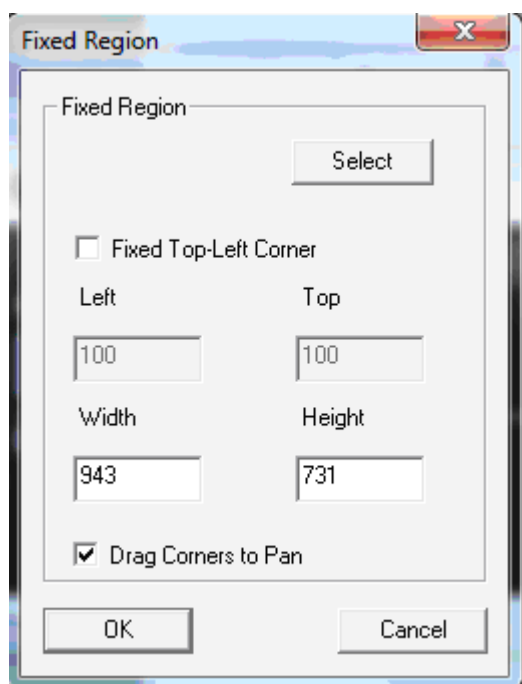 Fixed Region
Fixed Region
Select
Fixed Top-Left Corner
Left Top
100 100
Width Height
943 731
Drag Corners to Pan
OK Cancel